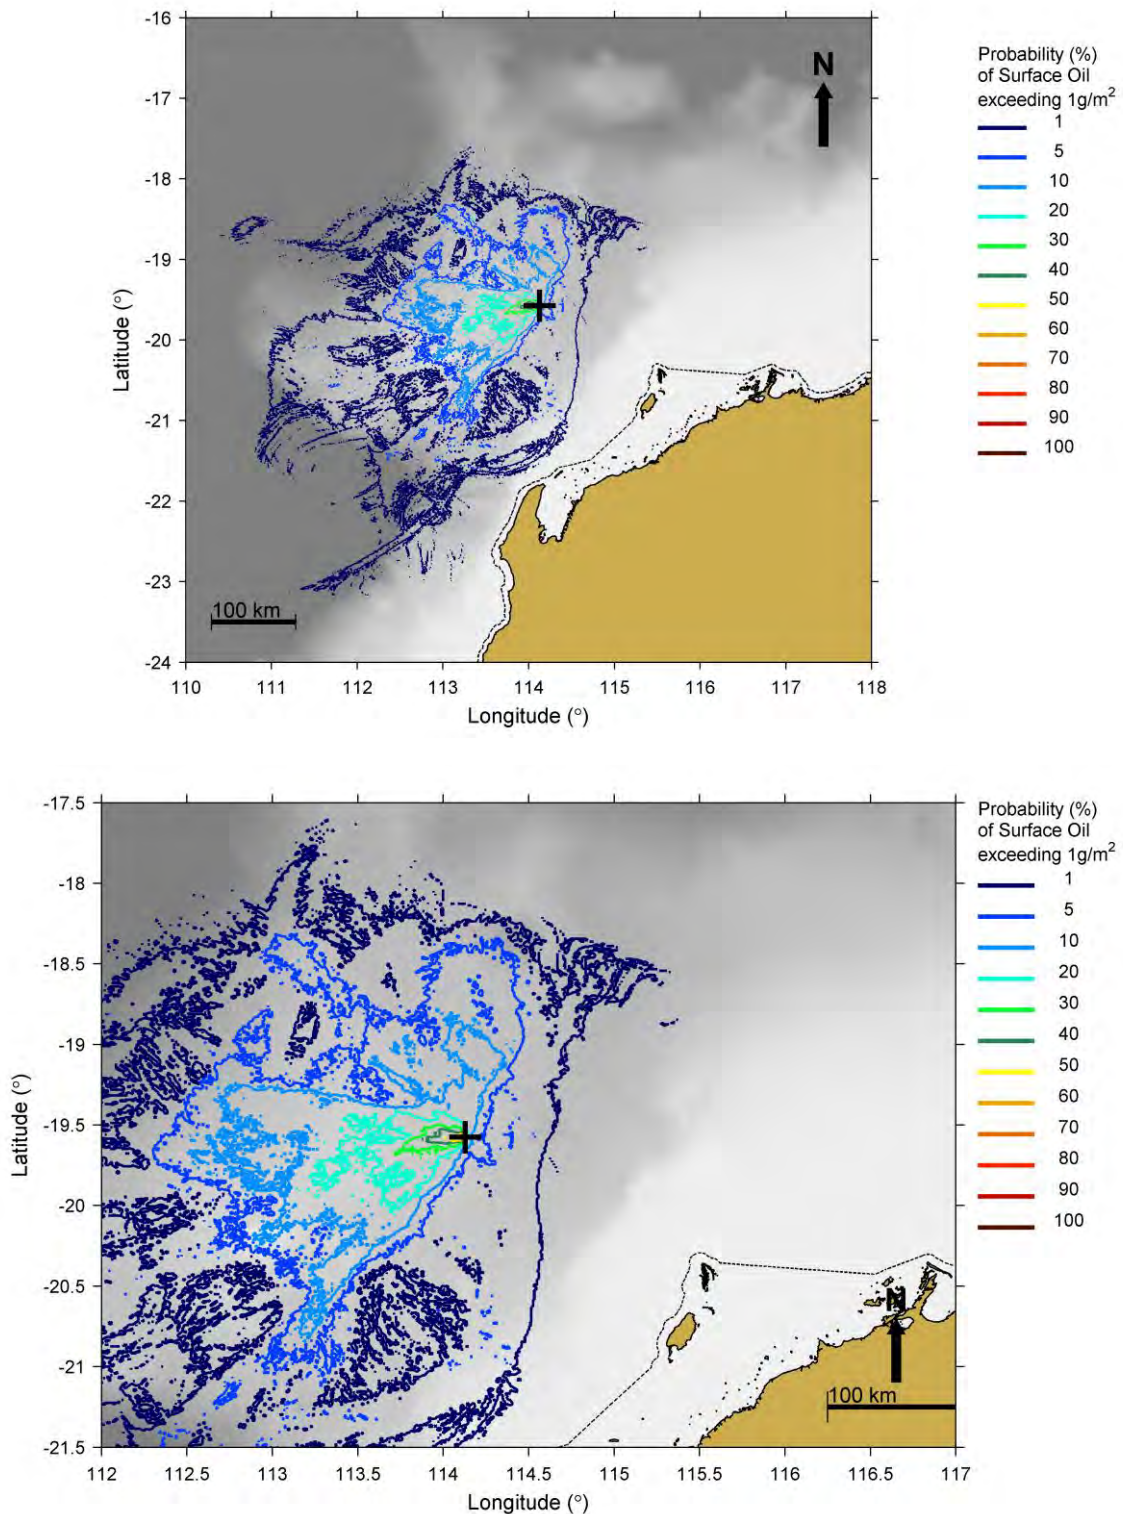 -16
-17
-18
-19
-20
-21
-22
-23
-24
Latitude (°)
N
100 km
110 111 112 113 114 115 116 117 118
Longitude (°)
Probability (%)
of Surface Oil
exceeding 1g/m²
1
5
10
20
30
40
50
60
70
80
90
100
-17.5
-18
-18.5
-19
-19.5
-20
-20.5
-21
-21.5
Latitude (°)
N
100 km
112 112.5 113 113.5 114 114.5 115 115.5 116 116.5 117
Longitude (°)
Probability (%)
of Surface Oil
exceeding 1g/m²
1
5
10
20
30
40
50
60
70
80
90
100